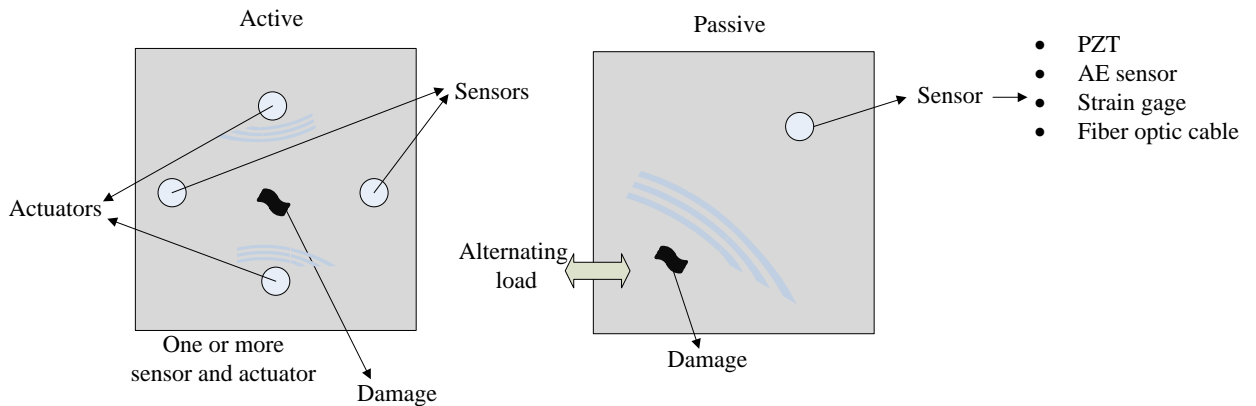 Active
Sensors
Actuators
One or more
sensor and actuator
Damage
Passive
Sensor
• PZT
• AE sensor
• Strain gage
• Fiber optic cable
Alternating
load
Damage